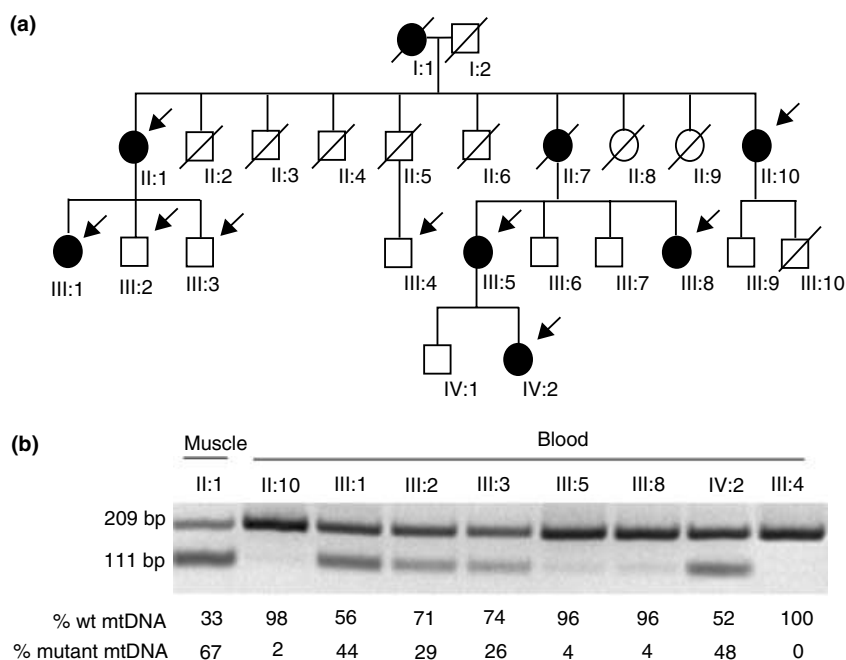 (a)
I:1 I:2
II:1 II:2 II:3 II:4 II:5 II:6 II:7 II:8 II:9 II:10
III:1 III:2 III:3 III:4 III:5 III:6 III:7 III:8 III:9 III:10
IV:1 IV:2
(b)
Muscle Blood
II:1 II:10 III:1 III:2 III:3 III:5 III:8 IV:2 III:4
209 bp
111 bp
% wt mtDNA 33 98 56 71 74 96 96 52 100
% mutant mtDNA 67 2 44 29 26 4 4 48 0